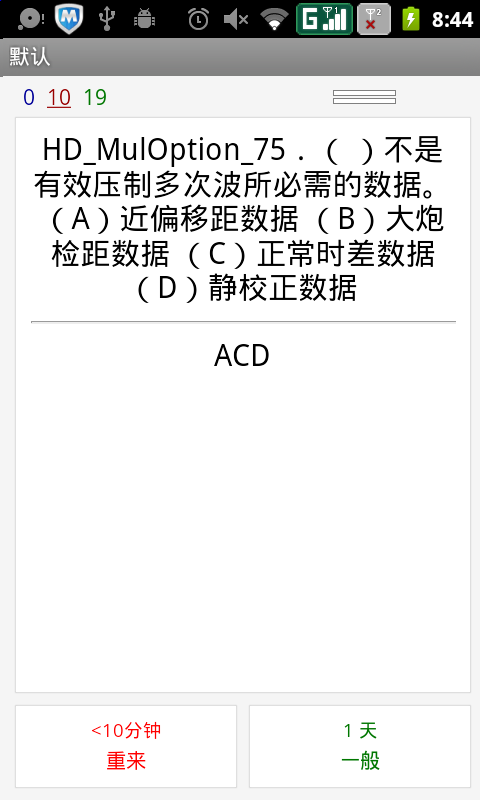 8:44
默认
0 10 19
HD_MulOption_75．（ ）不是
有效压制多次波所必需的数据。
（A）近偏移距数据 （B）大炮
检距数据 （C）正常时差数据
（D）静校正数据
ACD
<10分钟 1 天
重来 一般